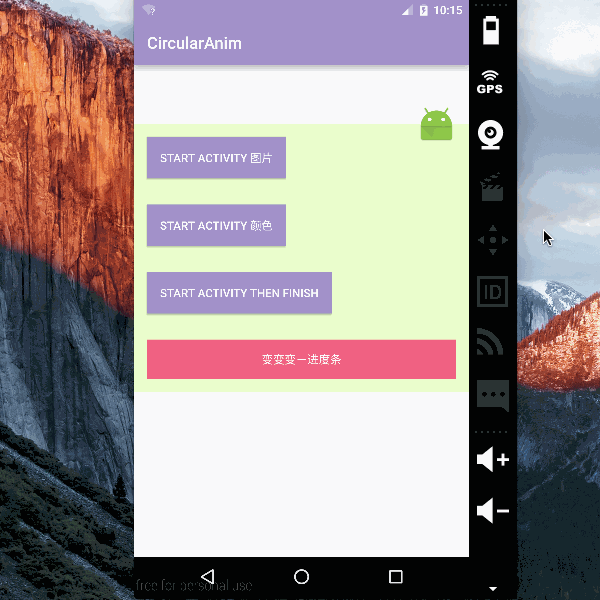 10:15
CircularAnim
START ACTIVITY 图片
START ACTIVITY 颜色
START ACTIVITY THEN FINISH
变变变－进度条
GPS
ID
free for personal use